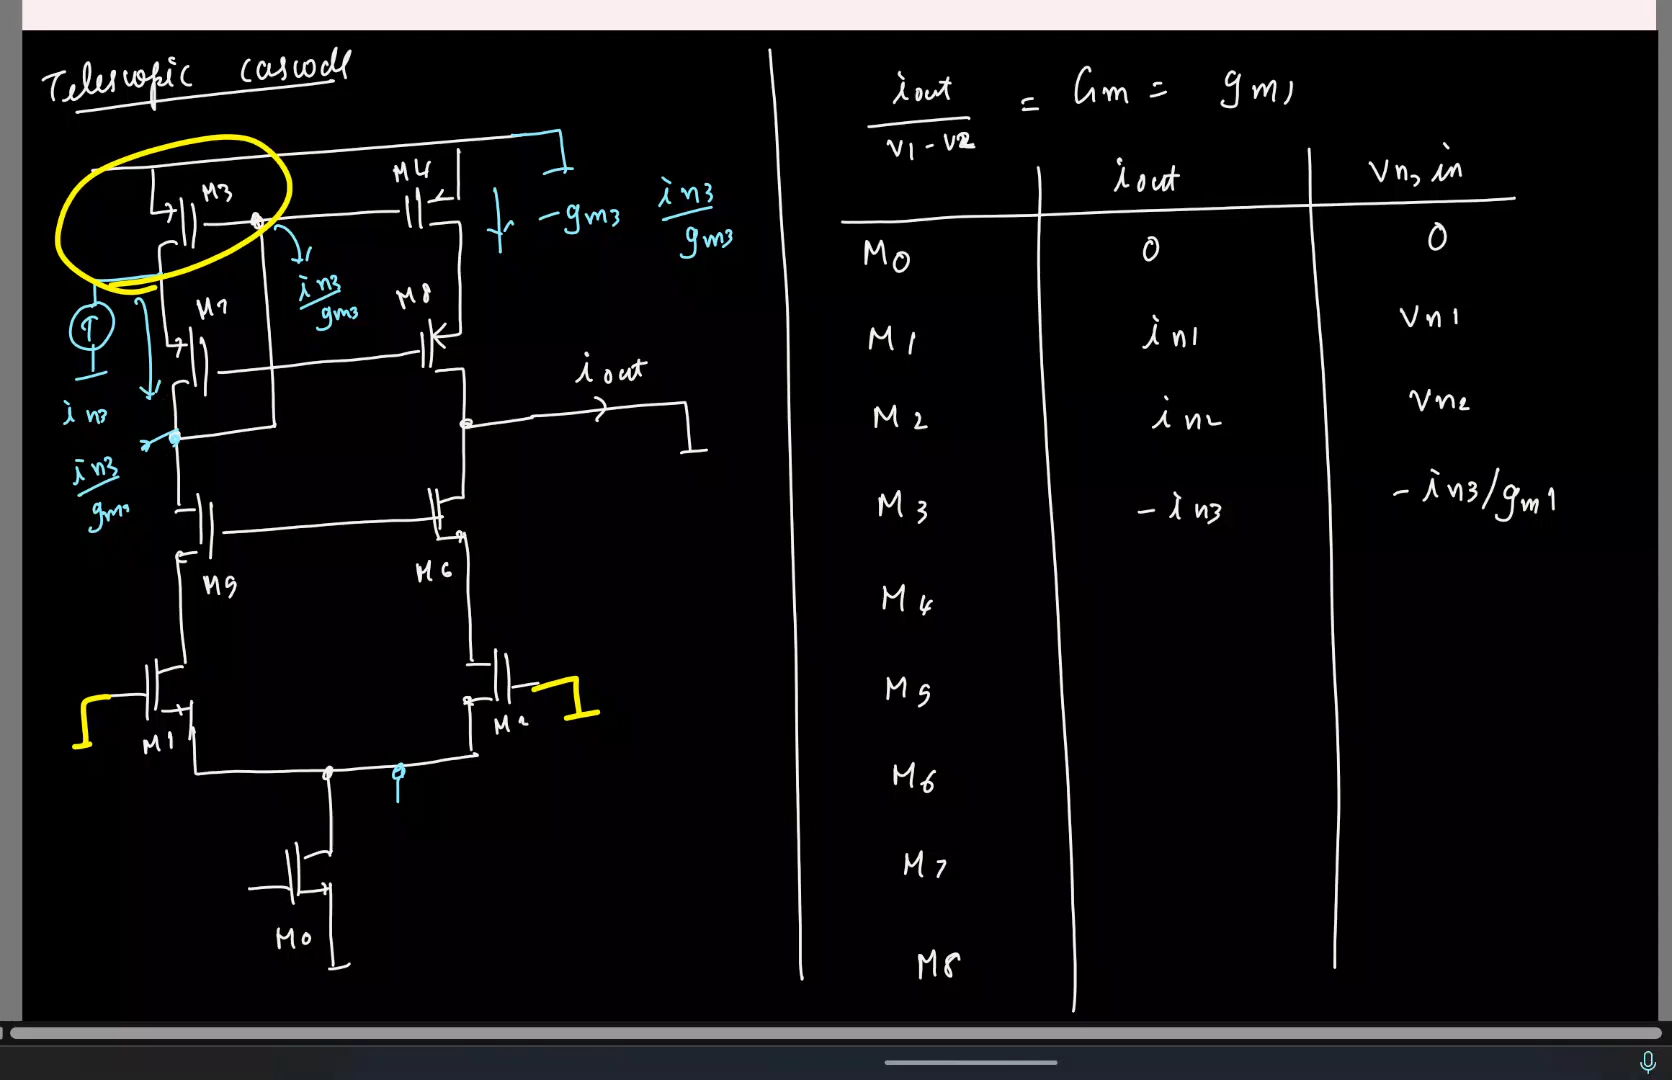 Telescopic cascode
M3
M4
- gm3 in3/gm3
in3/gm3
M7
M8
in3
iout
in3/gm3
M5
M6
M1
M2
M0
iout/(v1 - v2) = Gm = gm1
iout
vn, in
M0 0 0
M1 in1 vn1
M2 in2 vn2
M3 - in3 - in3/gm1
M4
M5
M6
M7
M8